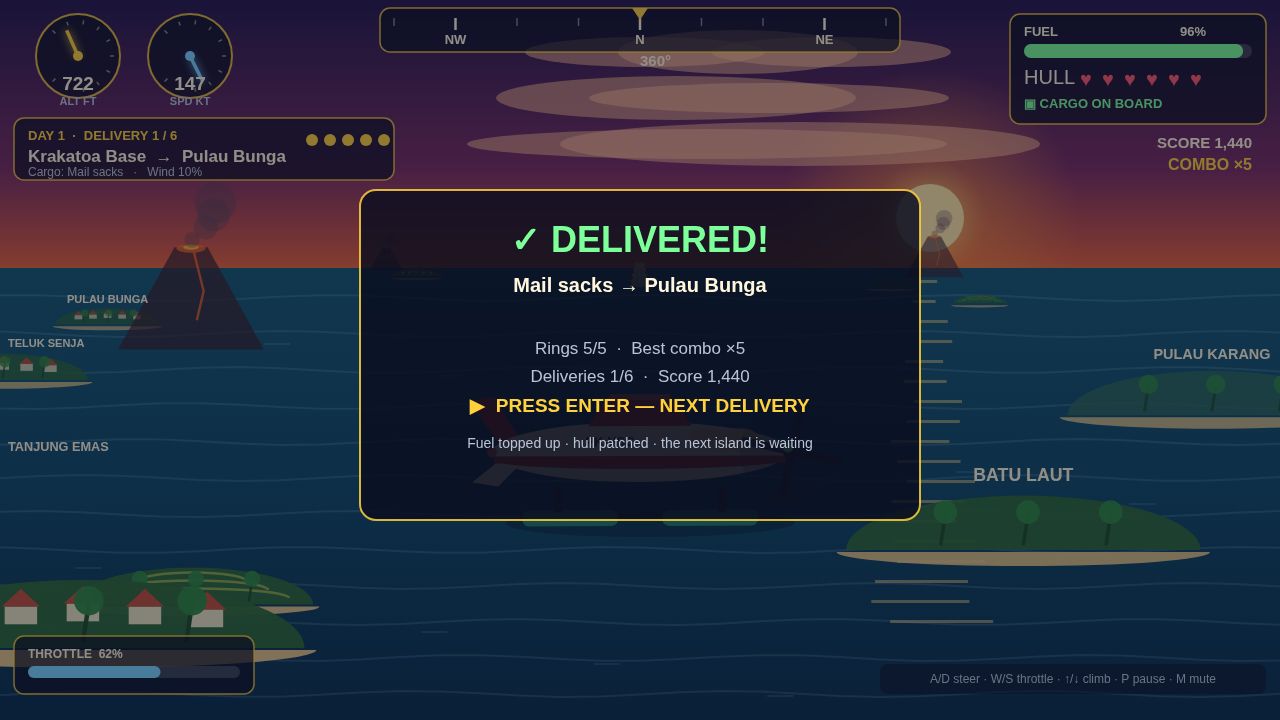 NW N NE
360°
722
ALT FT
147
SPD KT
FUEL 96%
HULL ♥ ♥ ♥ ♥ ♥ ♥
▣ CARGO ON BOARD
DAY 1 · DELIVERY 1 / 6
Krakatoa Base → Pulau Bunga
Cargo: Mail sacks · Wind 10%
SCORE 1,440
COMBO ×5
✓ DELIVERED!
Mail sacks → Pulau Bunga
Rings 5/5 · Best combo ×5
Deliveries 1/6 · Score 1,440
▶ PRESS ENTER — NEXT DELIVERY
Fuel topped up · hull patched · the next island is waiting
PULAU BUNGA
TELUK SENJA
PULAU KARANG
TANJUNG EMAS
BATU LAUT
THROTTLE 62%
A/D steer · W/S throttle · ↑/↓ climb · P pause · M mute